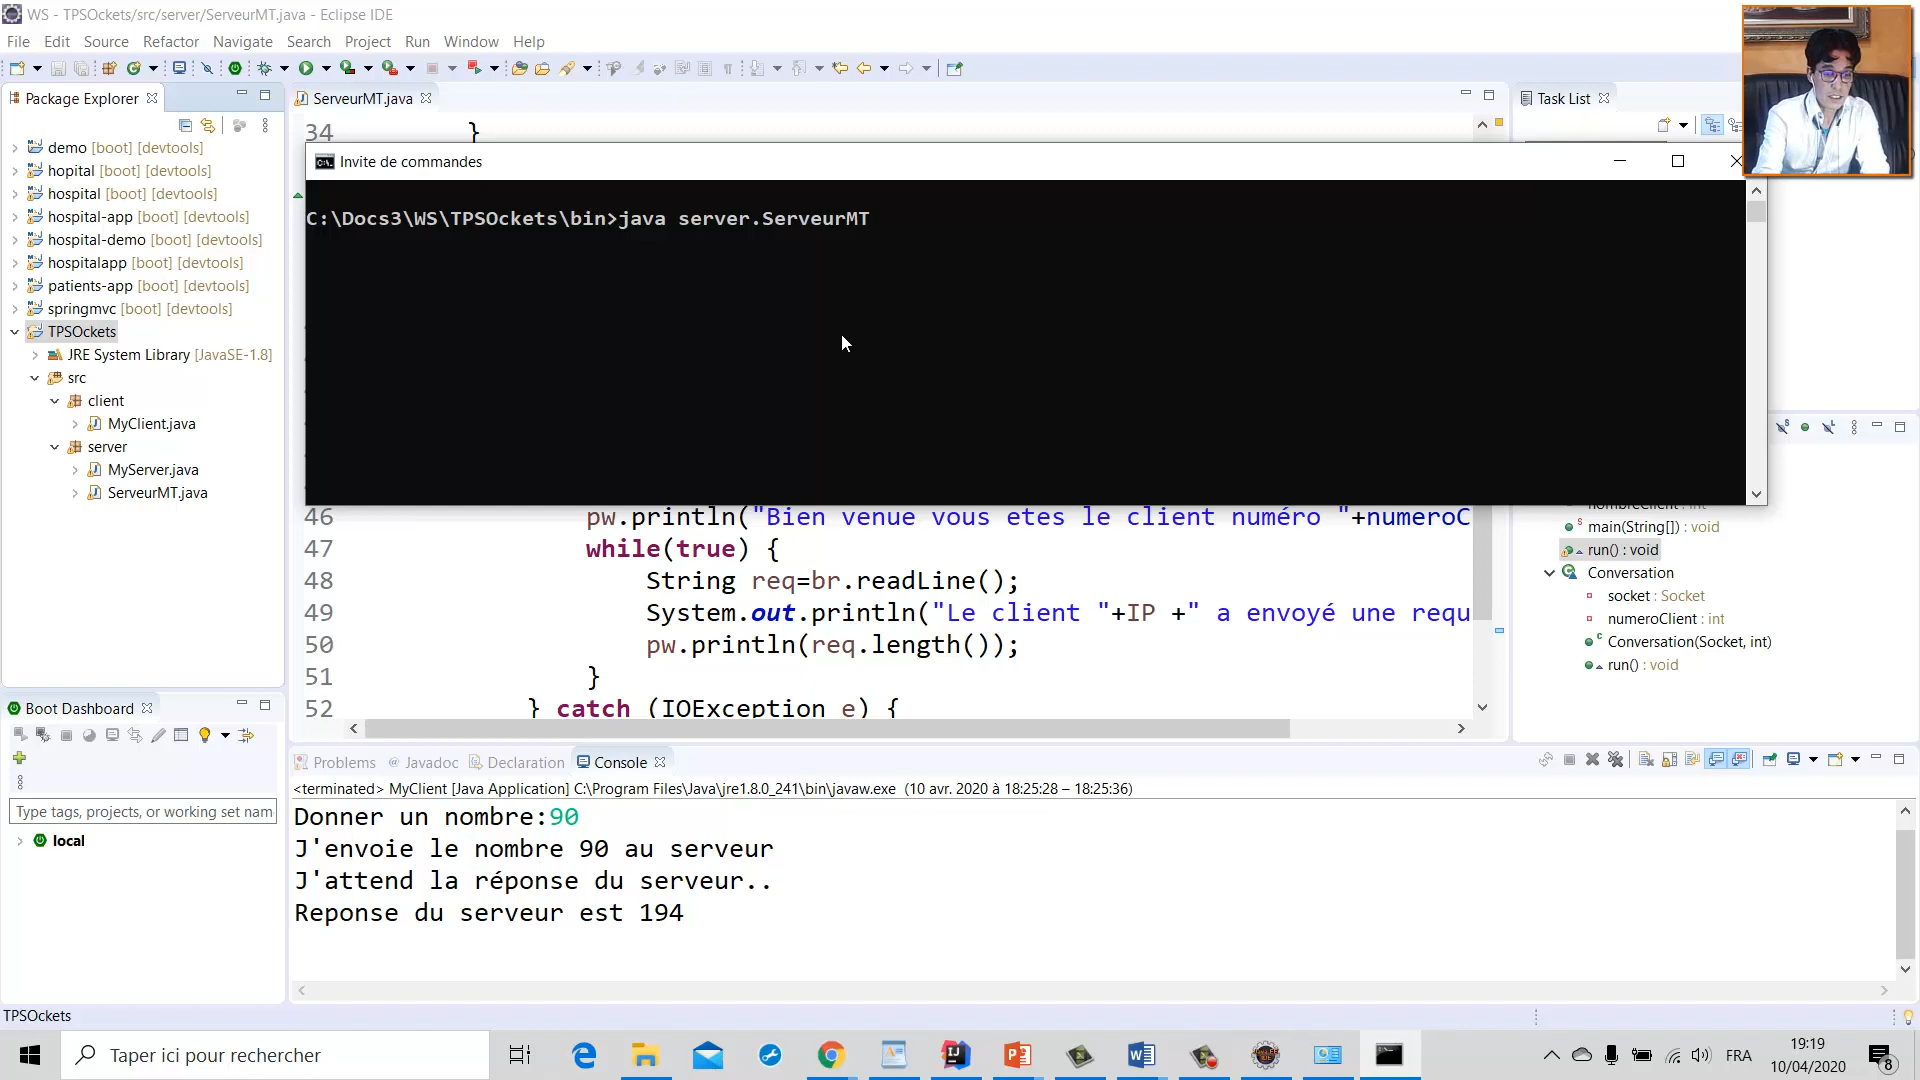 WS - TPSOckets/src/server/ServeurMT.java - Eclipse IDE
File Edit Source Refactor Navigate Search Project Run Window Help
Package Explorer
demo [boot] [devtools]
hopital [boot] [devtools]
hospital [boot] [devtools]
hospital-app [boot] [devtools]
hospital-demo [boot] [devtools]
hospitalapp [boot] [devtools]
patients-app [boot] [devtools]
springmvc [boot] [devtools]
TPSOckets
JRE System Library [JavaSE-1.8]
src
client
MyClient.java
server
MyServer.java
ServeurMT.java
Boot Dashboard
Type tags, projects, or working set nam
local
ServeurMT.java
34 }
Invite de commandes
C:\Docs3\WS\TPSOckets\bin>java server.ServeurMT
46 pw.println("Bien venue vous etes le client numéro "+numeroC
47 while(true) {
48 String req=br.readLine();
49 System.out.println("Le client "+IP +" a envoyé une requ
50 pw.println(req.length());
51 }
52 } catch (IOException e) {
Task List
nombreClient : int
main(String[]) : void
run() : void
Conversation
socket : Socket
numeroClient : int
Conversation(Socket, int)
run() : void
Problems @ Javadoc Declaration Console
<terminated> MyClient [Java Application] C:\Program Files\Java\jre1.8.0_241\bin\javaw.exe (10 avr. 2020 à 18:25:28 – 18:25:36)
Donner un nombre:90
J'envoie le nombre 90 au serveur
J'attend la réponse du serveur..
Reponse du serveur est 194
TPSOckets
Taper ici pour rechercher
FRA
19:19
10/04/2020
8